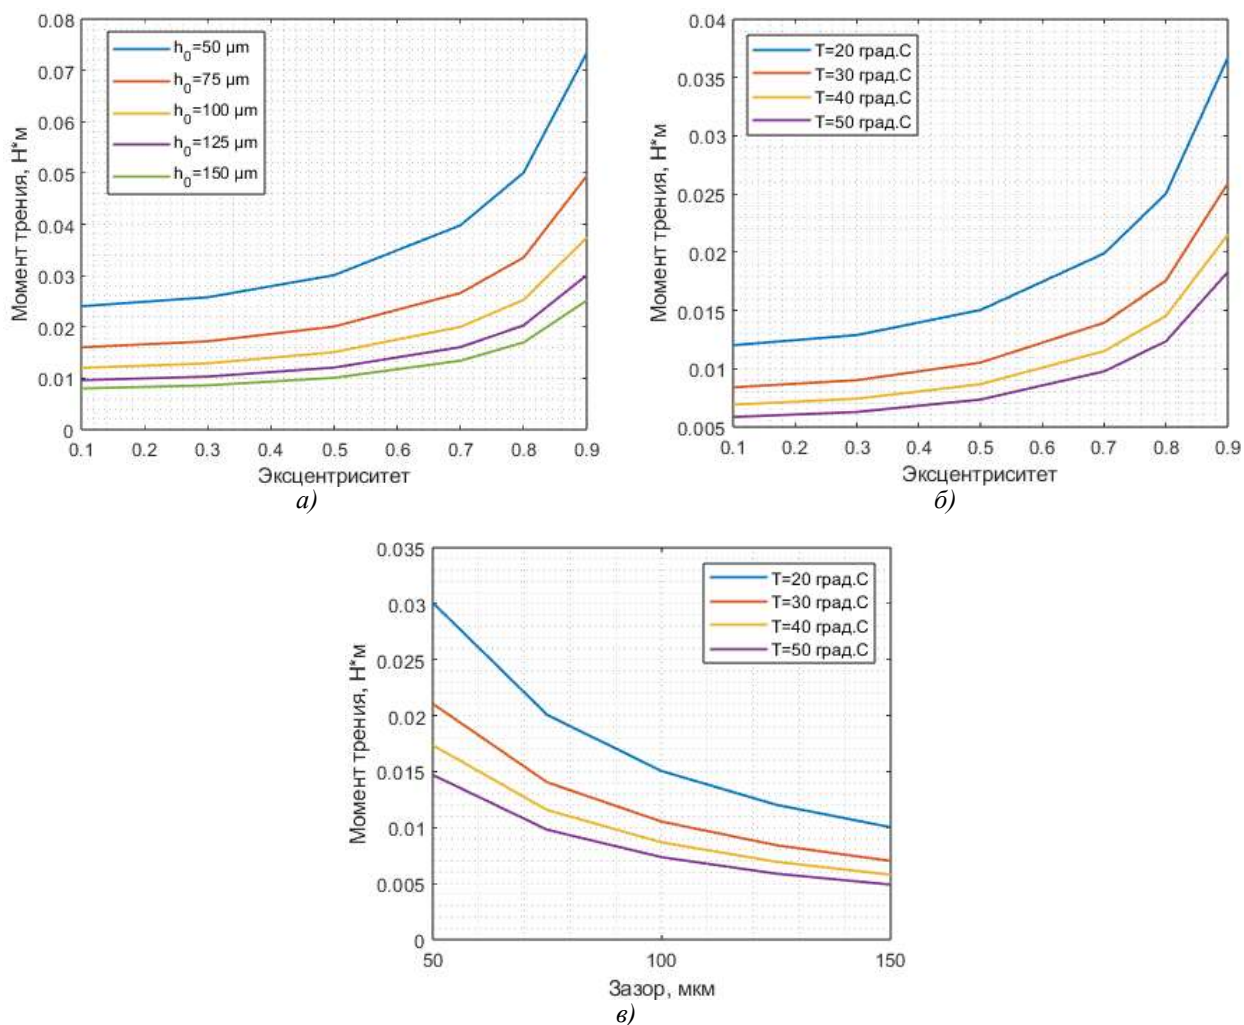 0.08
0.07
0.06
0.05
0.04
0.03
0.02
0.01
0
Момент трения, Н*м
h0=50 µm
h0=75 µm
h0=100 µm
h0=125 µm
h0=150 µm
0.1 0.2 0.3 0.4 0.5 0.6 0.7 0.8 0.9
Эксцентриситет
а)
0.04
0.035
0.03
0.025
0.02
0.015
0.01
0.005
Момент трения, Н*м
T=20 град.С
T=30 град.С
T=40 град.С
T=50 град.С
0.1 0.2 0.3 0.4 0.5 0.6 0.7 0.8 0.9
Эксцентриситет
б)
0.035
0.03
0.025
0.02
0.015
0.01
0.005
0
Момент трения, Н*м
T=20 град.С
T=30 град.С
T=40 град.С
T=50 град.С
50 100 150
Зазор, мкм
в)